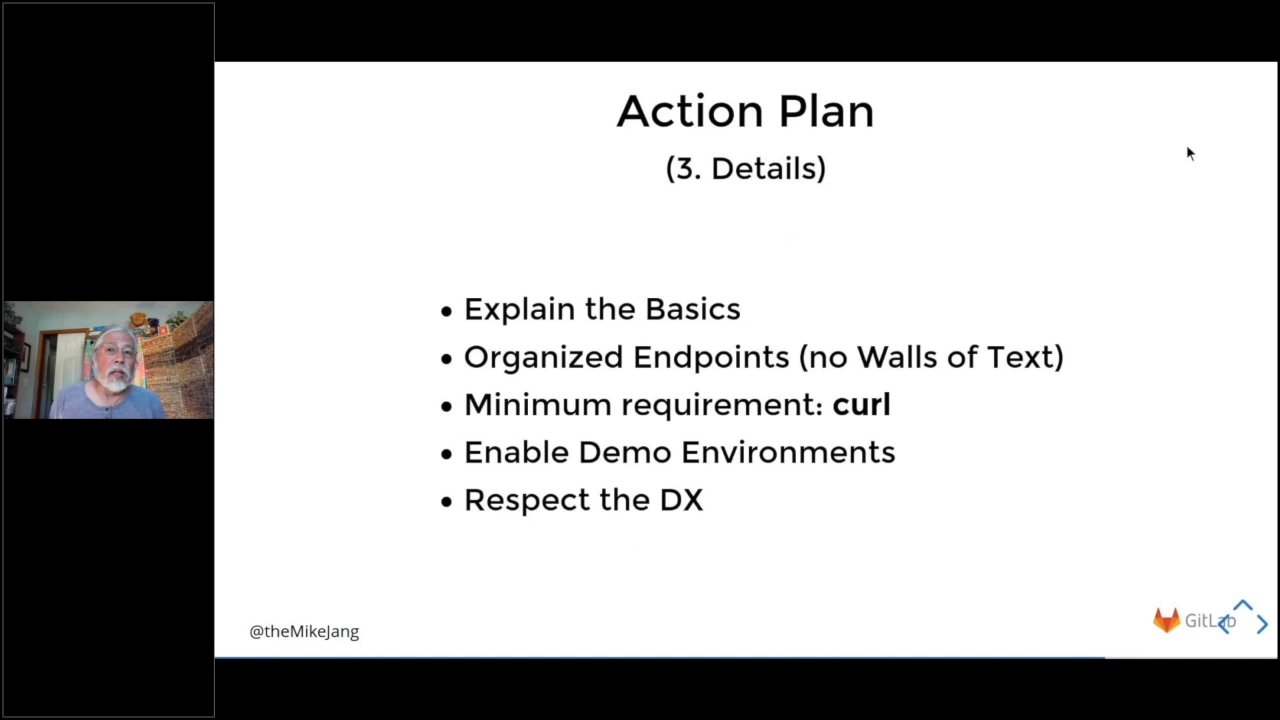 Action Plan
(3. Details)
• Explain the Basics
• Organized Endpoints (no Walls of Text)
• Minimum requirement: curl
• Enable Demo Environments
• Respect the DX
@theMikeJang
GitLab